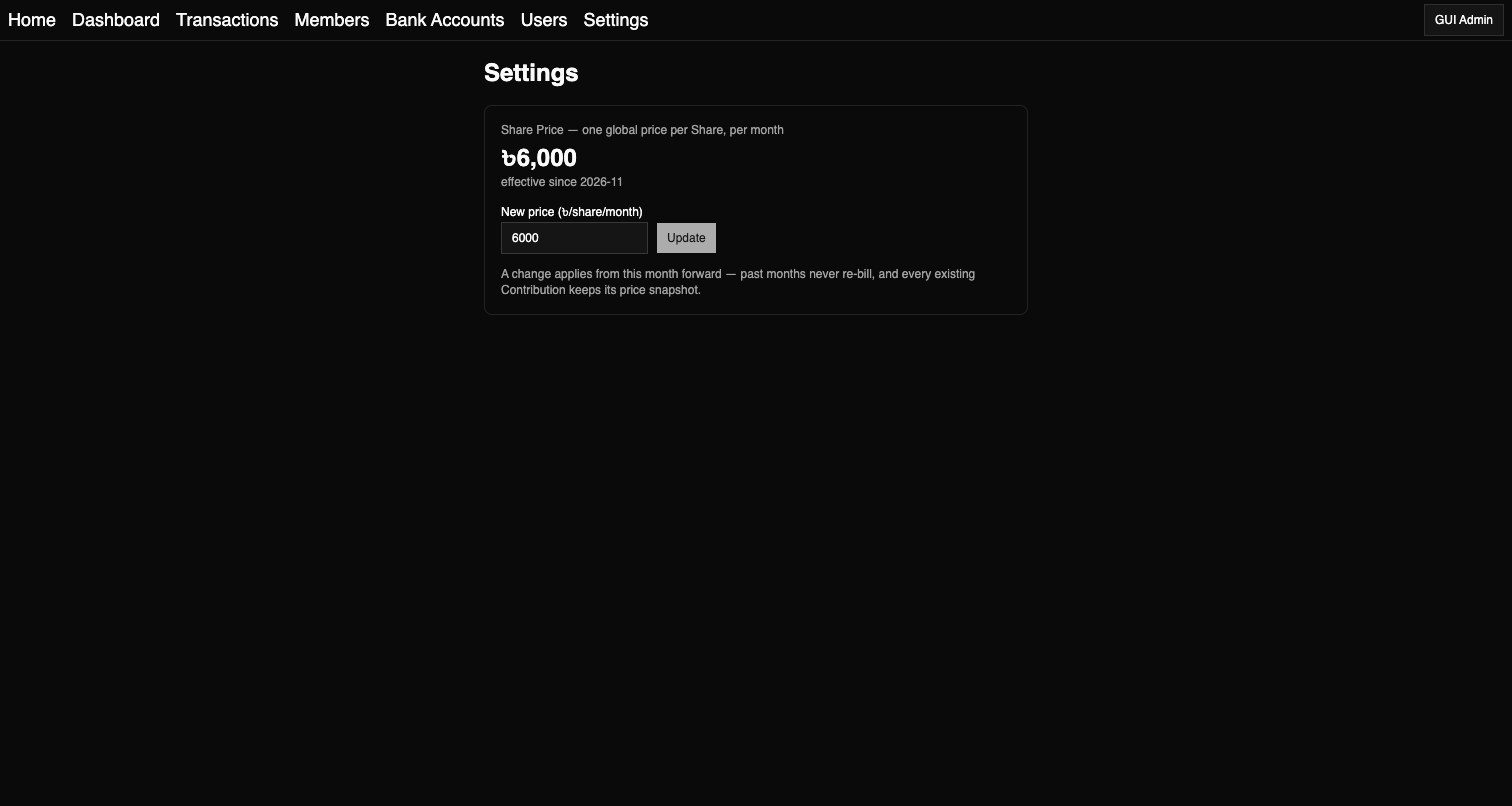 Home Dashboard Transactions Members Bank Accounts Users Settings GUI Admin
Settings
Share Price — one global price per Share, per month
৳6,000
effective since 2026-11
New price (৳/share/month)
6000 Update
A change applies from this month forward — past months never re-bill, and every existing
Contribution keeps its price snapshot.